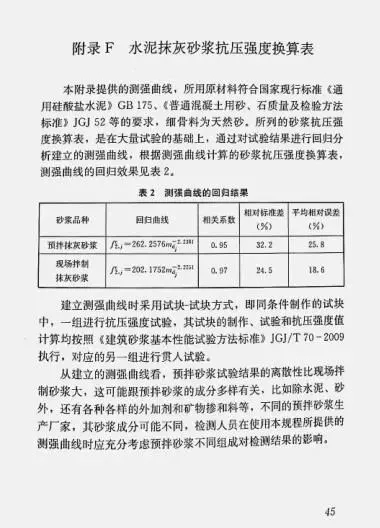 附录F 水泥抹灰砂浆抗压强度换算表
本附录提供的测强曲线，所用原材料符合国家现行标准《通
用硅酸盐水泥》GB 175、《普通混凝土用砂、石质量及检验方法
标准》JGJ 52 等的要求，细骨料为天然砂。所列的砂浆抗压强
度换算表，是在大量试验的基础上，通过对试验结果进行回归分
析建立的测强曲线，根据测强曲线计算的砂浆抗压强度换算表，
测强曲线的回归效果见表2。
表2 测强曲线的回归结果
砂浆品种 回归曲线 相关系数 相对标准差（%） 平均相对误差（%）
预拌抹灰砂浆 0.95 32.2 25.8
现场拌制抹灰砂浆 0.97 24.5 18.6
建立测强曲线时采用试块-试块方式，即同条件制作的试块
中，一组进行抗压强度试验，其试块的制作、试验和抗压强度值
计算均按照《建筑砂浆基本性能试验方法标准》JGJ/T 70-2009
执行，对应的另一组进行贯入试验。
从建立的测强曲线看，预拌砂浆试验结果的离散性比现场拌
制砂浆大，这可能跟预拌砂浆的成分多样有关，比如除水泥、砂
外，还有各种各样的外加剂和矿物掺和料等，不同的预拌砂浆生
产厂家，其砂浆成分可能不同，检测人员在使用本规程所提供的
测强曲线时应充分考虑预拌砂浆不同组成对检测结果的影响。
45